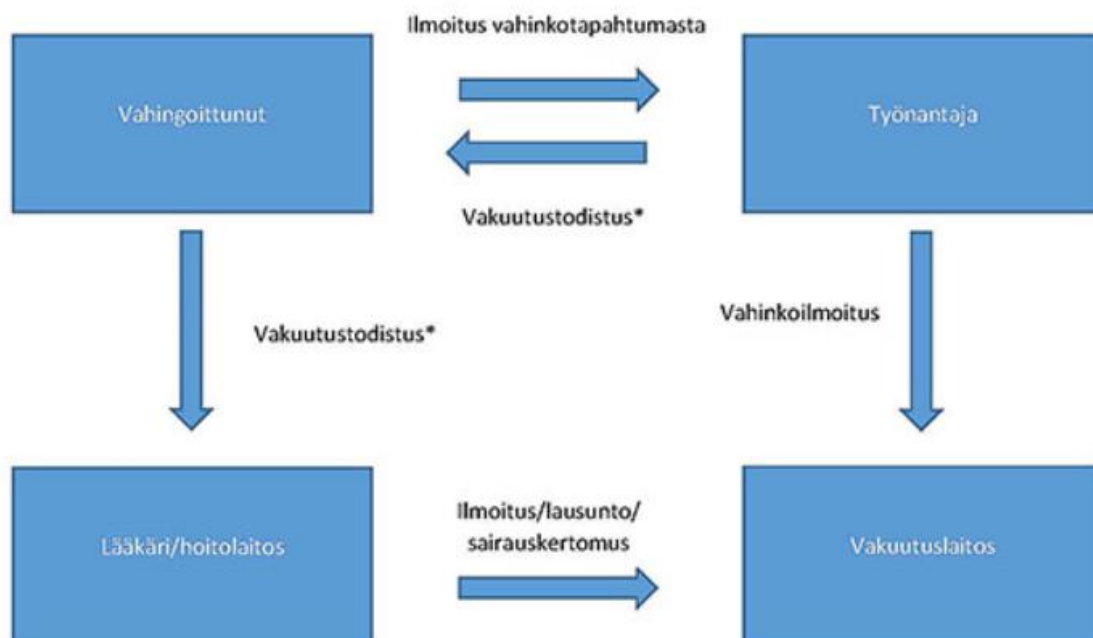 Ilmoitus vahinkotapahtumasta
Vahingoittunut
Työnantaja
Vakuutustodistus*
Vakuutustodistus*
Vahinkoilmoitus
Lääkäri/hoitolaitos
Ilmoitus/lausunto/
sairauskertomus
Vakuutuslaitos